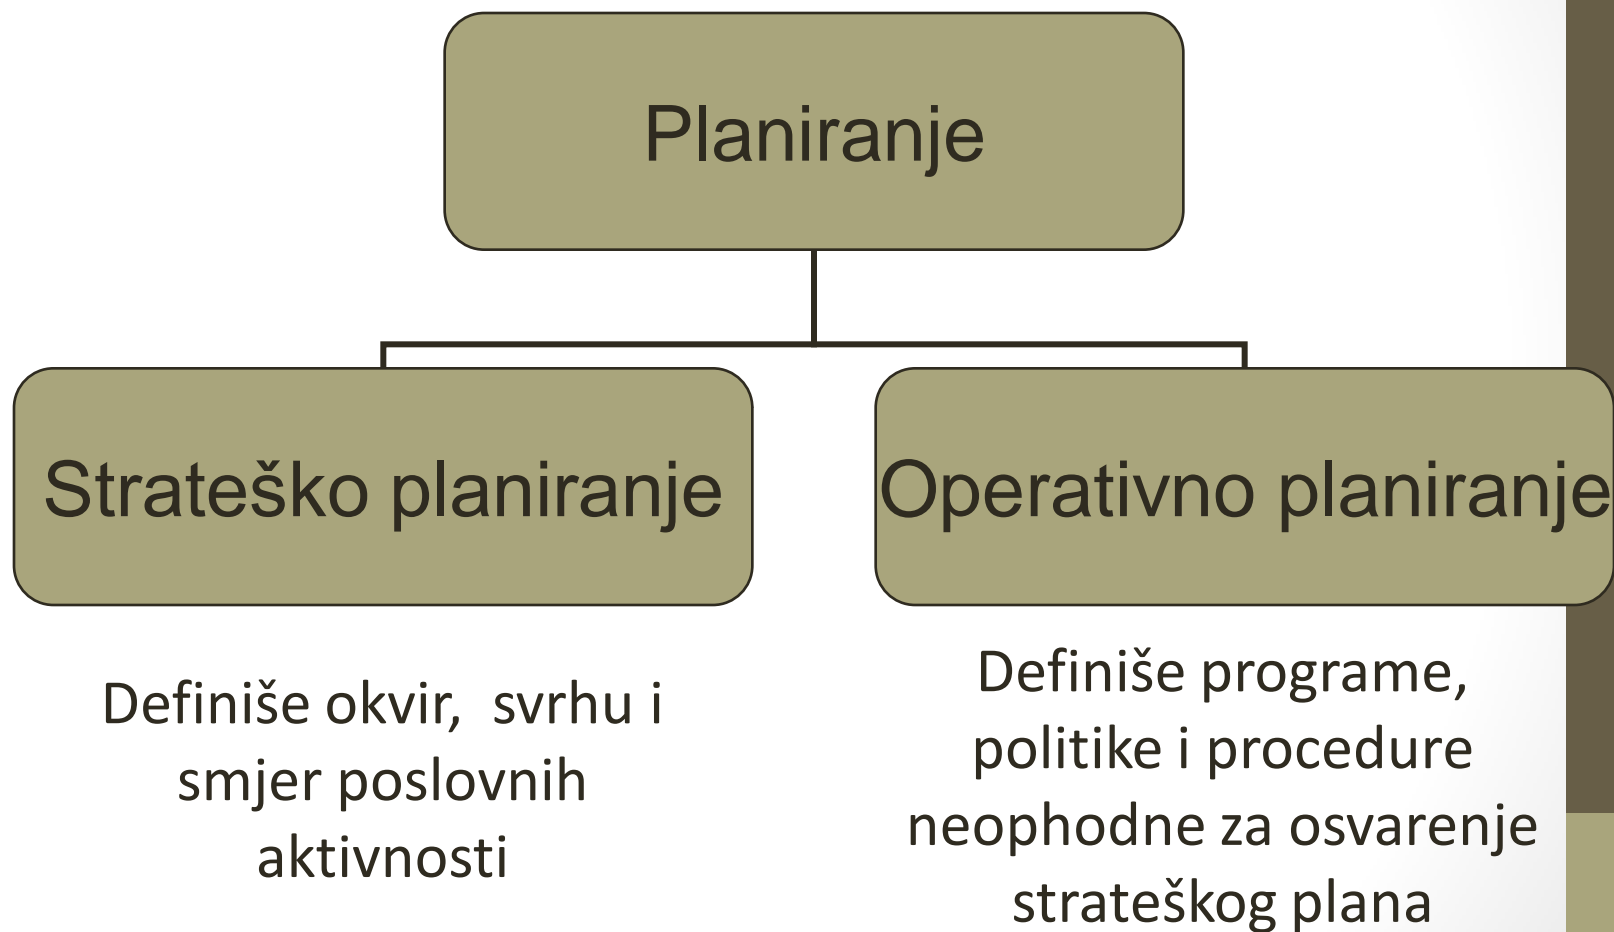 Planiranje
Strateško planiranje
Operativno planiranje
Definiše okvir,  svrhu i
smjer poslovnih
aktivnosti
Definiše programe,
politike i procedure
neophodne za osvarenje
strateškog plana